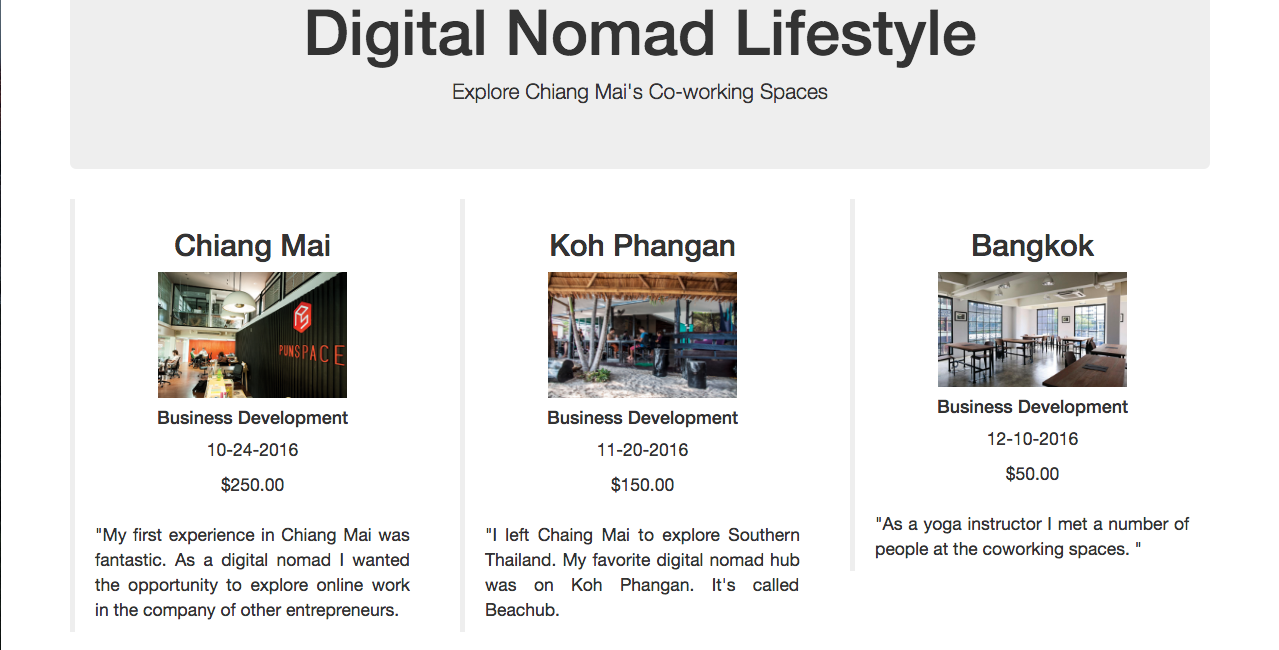 Digital Nomad Lifestyle
Explore Chiang Mai's Co-working Spaces
Chiang Mai
PUNSPACE
Business Development
10-24-2016
$250.00
"My first experience in Chiang Mai was
fantastic. As a digital nomad I wanted
the opportunity to explore online work
in the company of other entrepreneurs.
Koh Phangan
Business Development
11-20-2016
$150.00
"I left Chaing Mai to explore Southern
Thailand. My favorite digital nomad hub
was on Koh Phangan. It's called
Beachub.
Bangkok
Business Development
12-10-2016
$50.00
"As a yoga instructor I met a number of
people at the coworking spaces. "